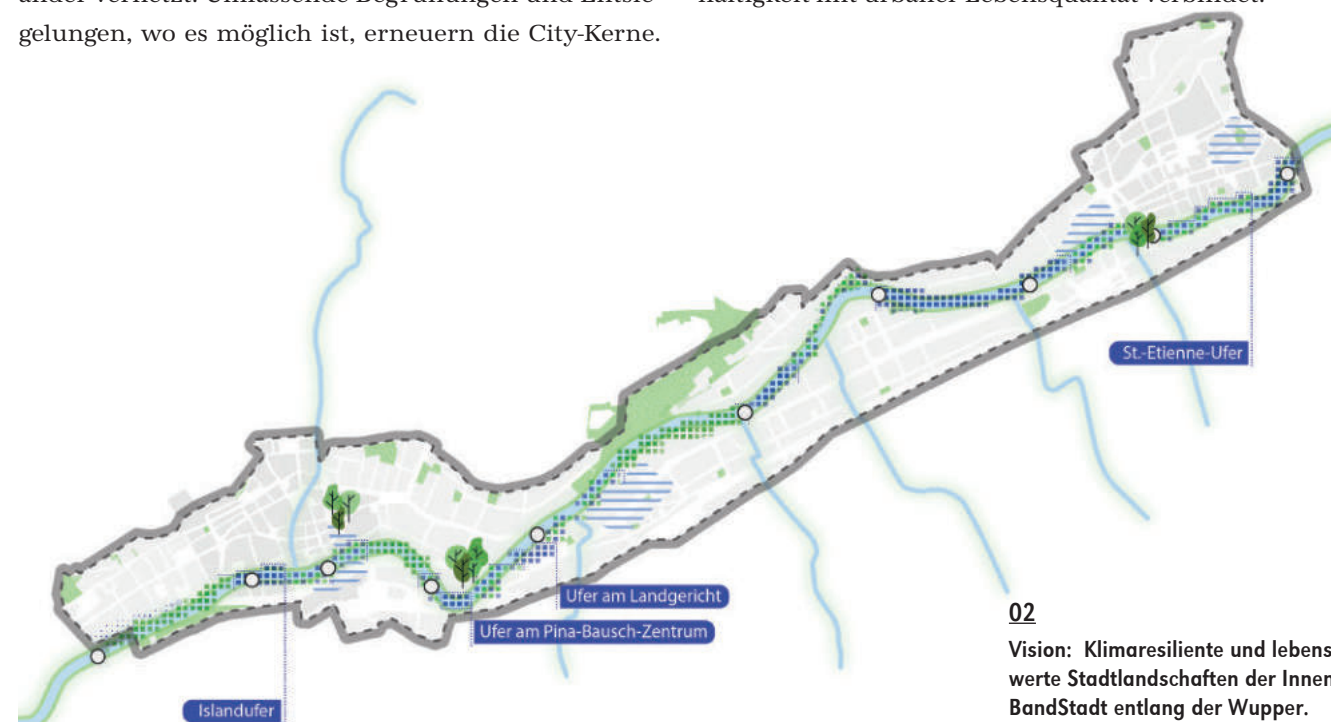 gelungen, wo es möglich ist, erneuern die City-Kerne.
St.-Etienne-Ufer
Ufer am Landgericht
Ufer am Pina-Bausch-Zentrum
Islandufer
02
Vision: Klimaresiliente und lebens
werte Stadtlandschaften der Innen
BandStadt entlang der Wupper.